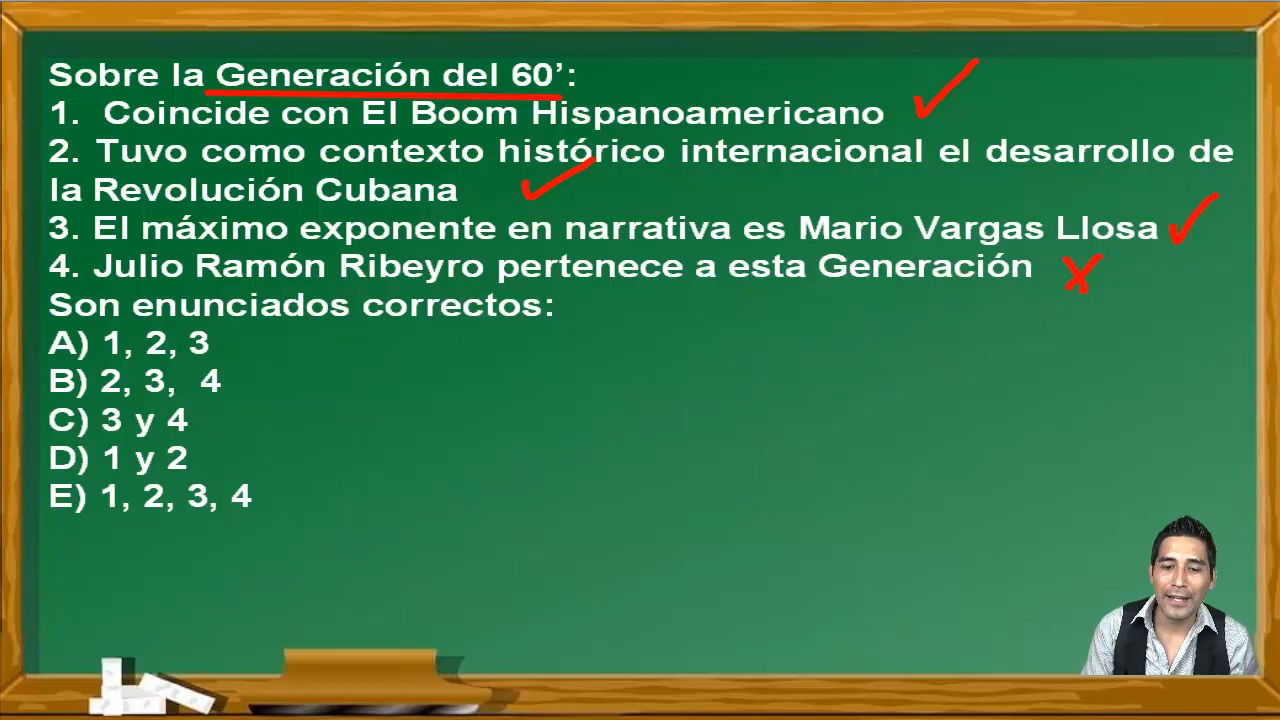 Sobre la Generación del 60’:
1. Coincide con El Boom Hispanoamericano
2. Tuvo como contexto histórico internacional el desarrollo de
la Revolución Cubana
3. El máximo exponente en narrativa es Mario Vargas Llosa
4. Julio Ramón Ribeyro pertenece a esta Generación
Son enunciados correctos:
A) 1, 2, 3
B) 2, 3, 4
C) 3 y 4
D) 1 y 2
E) 1, 2, 3, 4